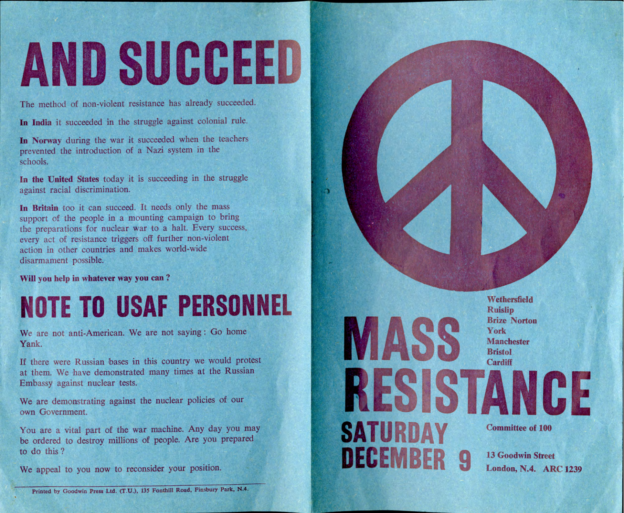 AND SUCCEED
The method of non-violent resistance has already succeeded.
In India it succeeded in the struggle against colonial rule.
In Norway during the war it succeeded when the teachers
prevented the introduction of a Nazi system in the
schools.
In the United States today it is succeeding in the struggle
against racial discrimination.
In Britain too it can succeed. It needs only the mass
support of the people in a mounting campaign to bring
the preparations for nuclear war to a halt. Every success,
every act of resistance triggers off further non-violent
action in other countries and makes world-wide
disarmament possible.
Will you help in whatever way you can ?
NOTE TO USAF PERSONNEL
We are not anti-American. We are not saying : Go home
Yank.
If there were Russian bases in this country we would protest
at them. We have demonstrated many times at the Russian
Embassy against nuclear tests.
We are demonstrating against the nuclear policies of our
own Government.
You are a vital part of the war machine. Any day you may
be ordered to destroy millions of people. Are you prepared
to do this ?
We appeal to you now to reconsider your position.
Printed by Goodwin Press Ltd. (T.U.), 135 Fonthill Road, Finsbury Park, N.4.
Wethersfield
Ruislip
Brize Norton
York
Manchester
Bristol
Cardiff
MASS
RESISTANCE
SATURDAY
DECEMBER 9
Committee of 100
13 Goodwin Street
London, N.4. ARC 1239